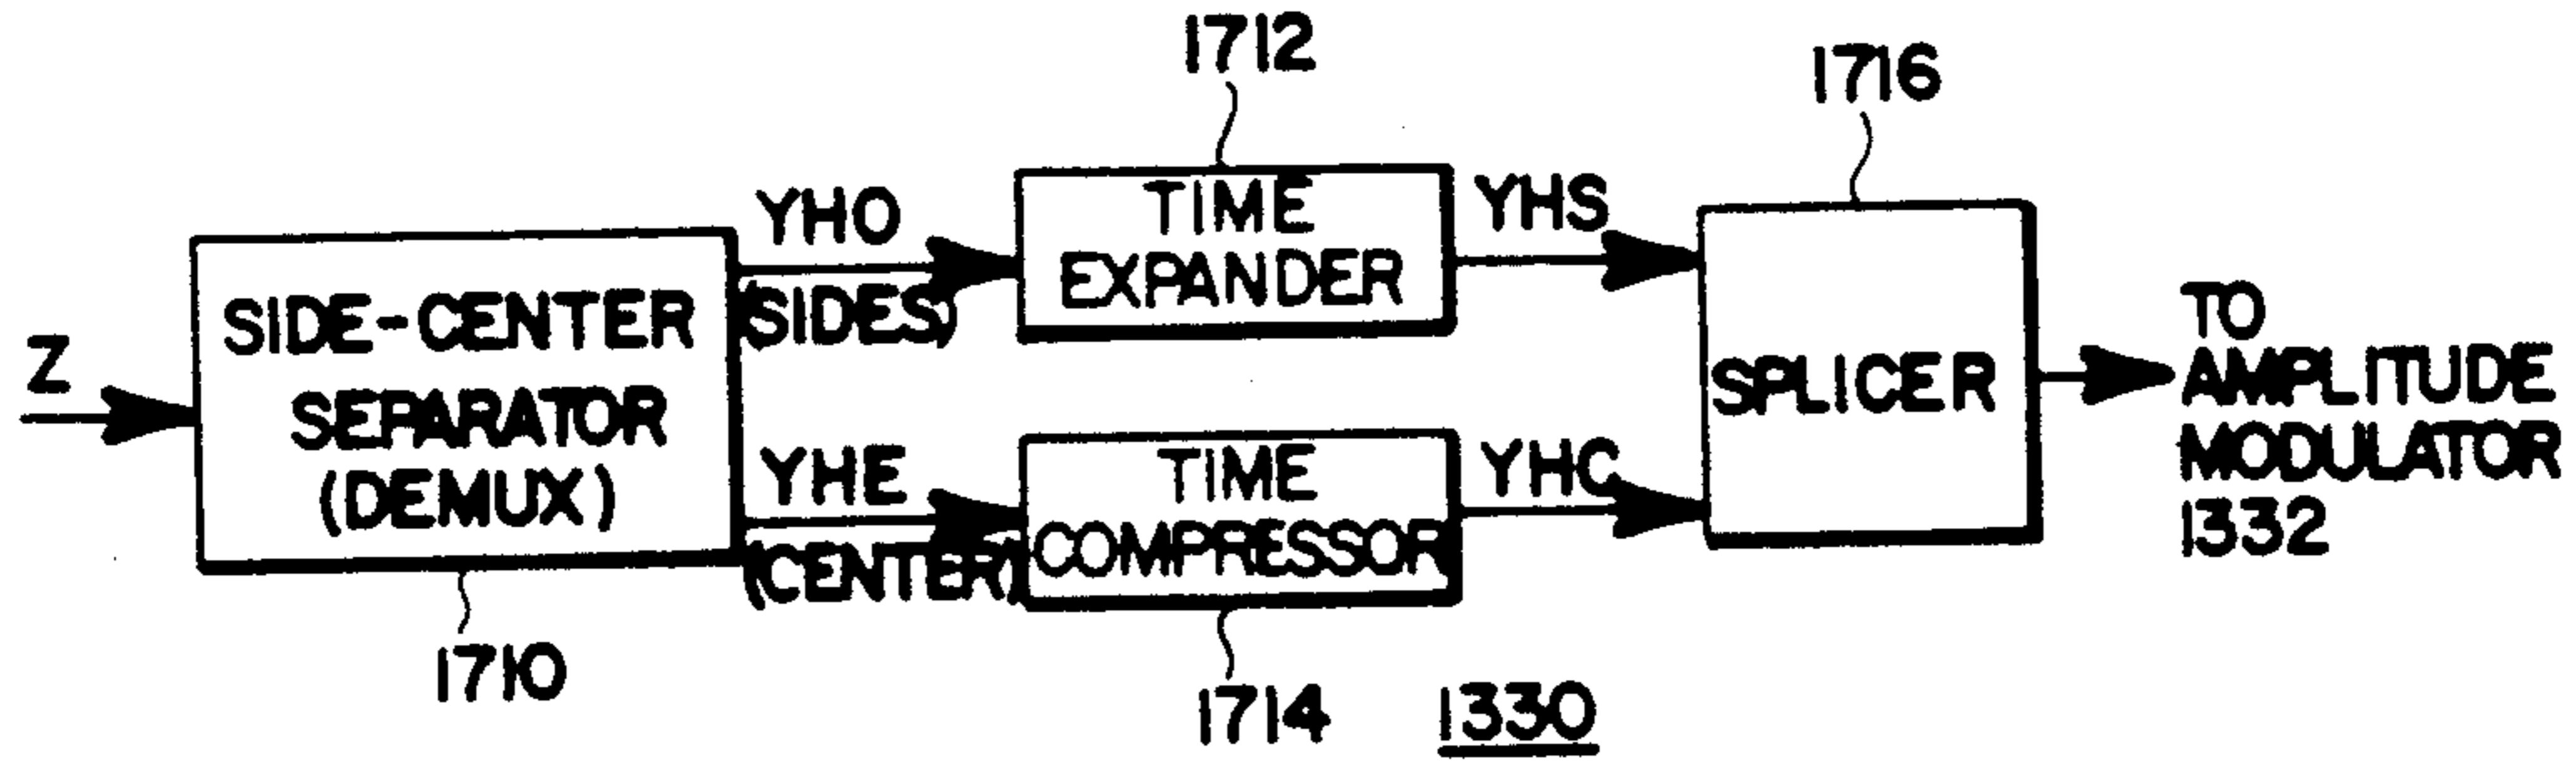 1712
1716
YHO
TIME
EXPANDER
YHS
(SIDES)
Z
SIDE-CENTER
SEPARATOR
(DEMUX)
SPLICER
TO
AMPLITUDE
MODULATOR
1332
YHE
TIME
COMPRESSOR
YHC
(CENTER)
1710
1714
1330